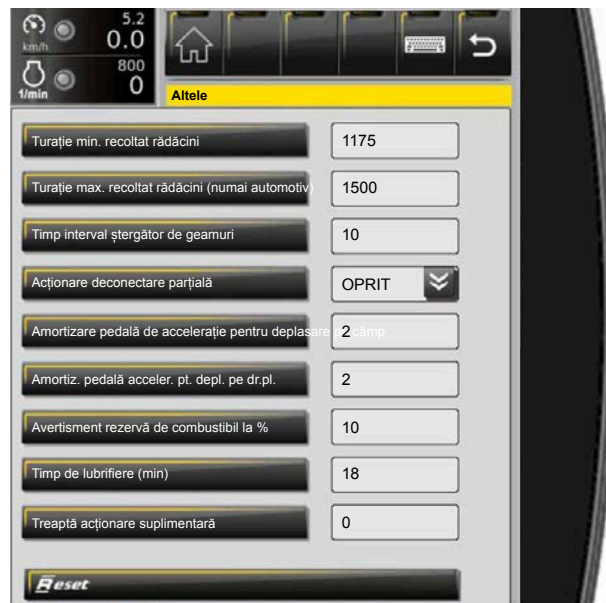 5.2
km/h 0.0
800
1/min 0
Altele
Turație min. recoltat rădăcini 1175
Turație max. recoltat rădăcini (numai automotiv) 1500
Timp interval ștergător de geamuri 10
Acționare deconectare parțială OPRIT
Amortizare pedală de accelerație pentru deplasare pe câmp 2
Amortiz. pedală acceler. pt. depl. pe dr.pl. 2
Avertisment rezervă de combustibil la % 10
Timp de lubrifiere (min) 18
Treaptă acționare suplimentară 0
Reset